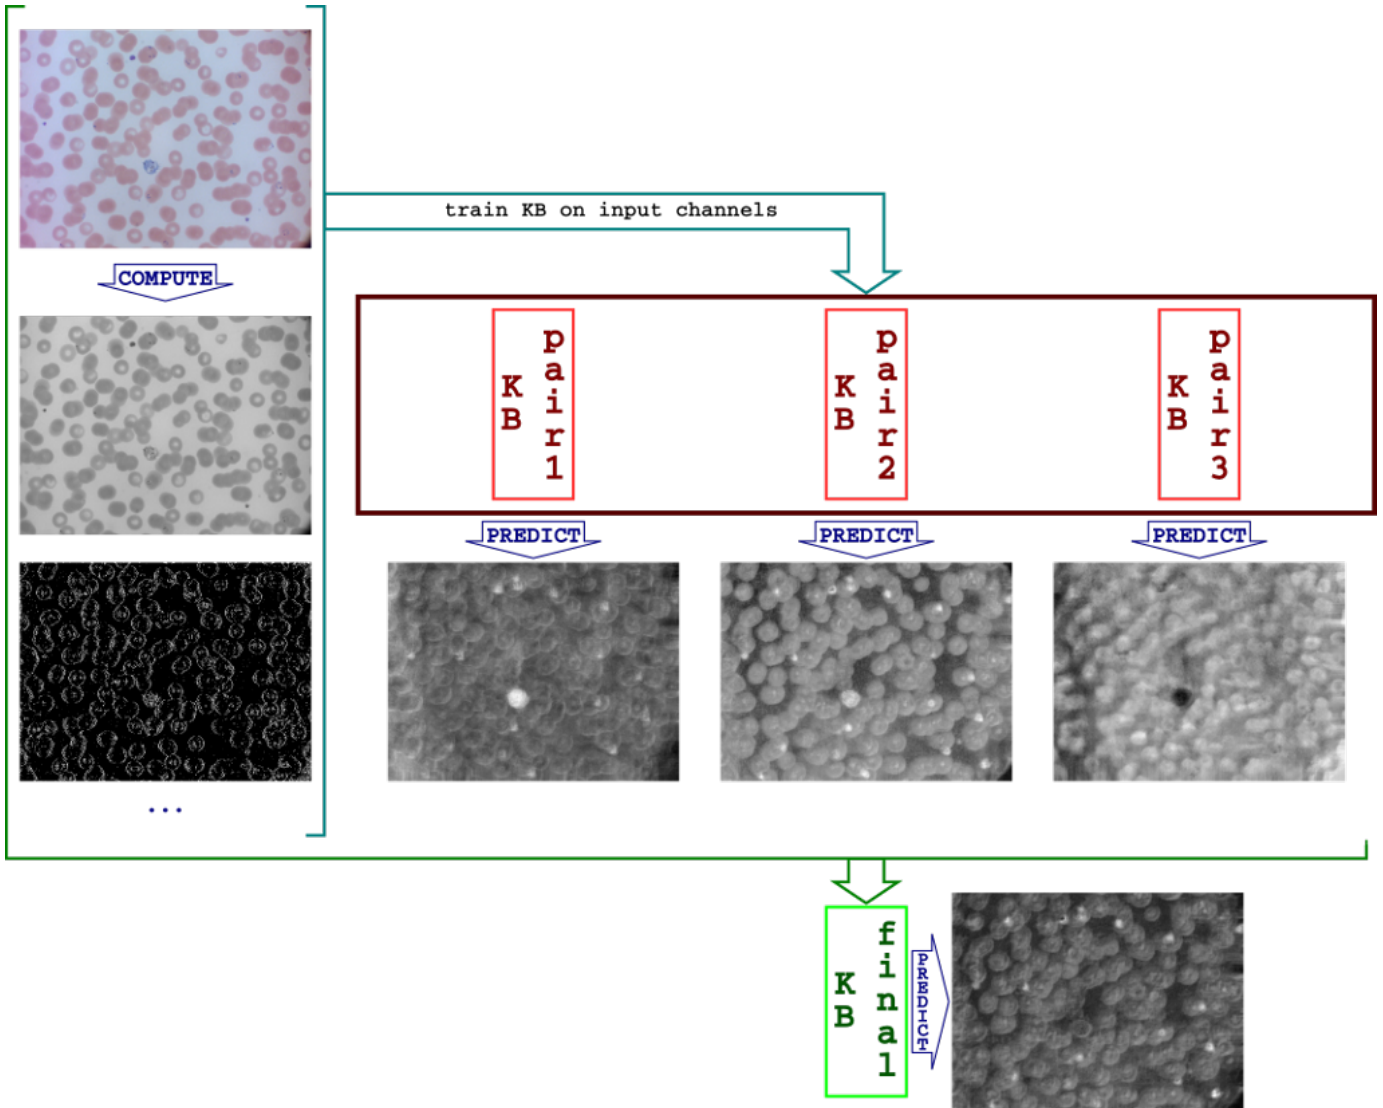 COMPUTE
train KB on input channels
KB pair1
KB pair2
KB pair3
PREDICT
PREDICT
PREDICT
...
KB final
PREDICT